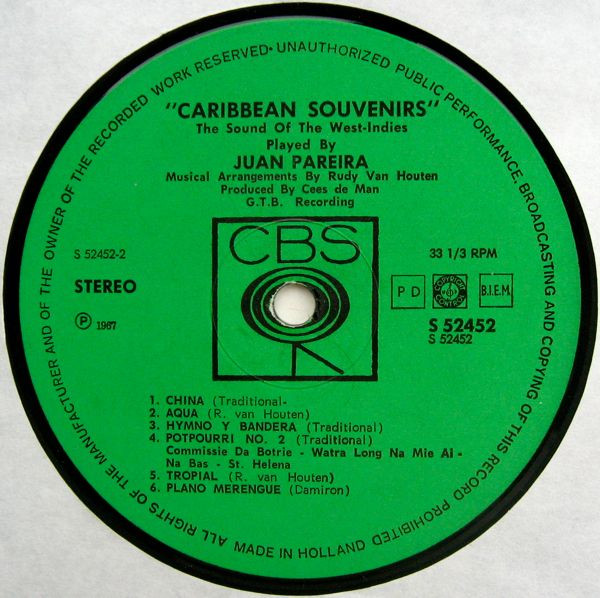 ALL RIGHTS OF THE MANUFACTURER AND OF THE OWNER OF THE RECORDED WORK RESERVED • UNAUTHORIZED PUBLIC PERFORMANCE, BROADCASTING AND COPYING OF THIS RECORD PROHIBITED
"CARIBBEAN SOUVENIRS"
The Sound Of The West-Indies
Played By
JUAN PAREIRA
Musical Arrangements By Rudy Van Houten
Produced By Cees de Man
G.T.B. Recording
CBS
S 52452-2
33 1/3 RPM
STEREO
P D
COPYRIGHT CONTROL
B.I.E.M.
℗ 1967
S 52452
S 52452
1. CHINA (Traditional-
2. AQUA (R. van Houten)
3. HYMNO Y BANDERA (Traditional)
4. POTPOURRI NO. 2 (Traditional)
Commissie Da Botrie - Watra Long Na Mie Ai -
Na Bas - St. Helena
5. TROPIAL (R. van Houten)
6. PLANO MERENGUE (Damiron)
MADE IN HOLLAND